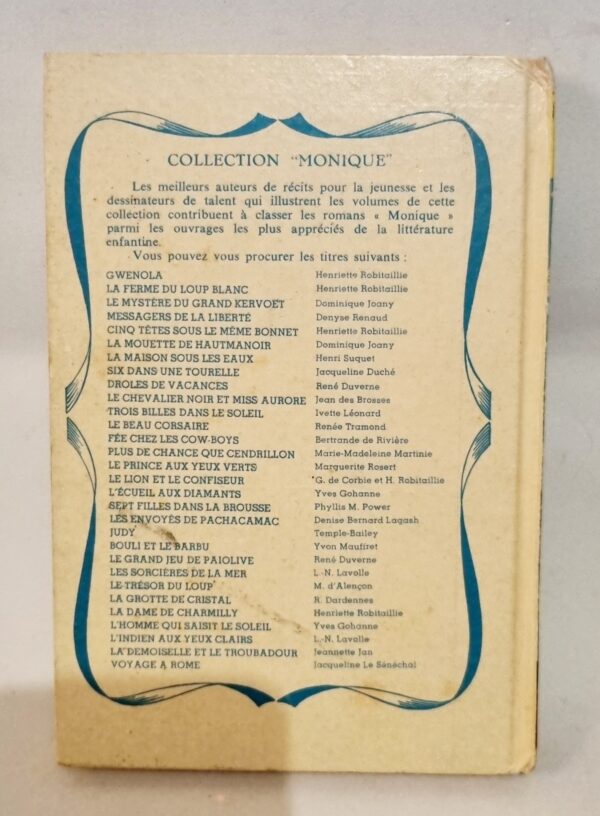 COLLECTION "MONIQUE"
Les meilleurs auteurs de récits pour la jeunesse et les
dessinateurs de talent qui illustrent les volumes de cette
collection contribuent à classer les romans « Monique »
parmi les ouvrages les plus appréciés de la littérature
enfantine.
Vous pouvez vous procurer les titres suivants :
GWENOLA Henriette Robitaillie
LA FERME DU LOUP BLANC Henriette Robitaillie
LE MYSTÈRE DU GRAND KERVOËT Dominique Joany
MESSAGERS DE LA LIBERTÉ Denyse Renaud
CINQ TÊTES SOUS LE MÊME BONNET Henriette Robitaillie
LA MOUETTE DE HAUTMANOIR Dominique Joany
LA MAISON SOUS LES EAUX Henri Suquet
SIX DANS UNE TOURELLE Jacqueline Duché
DROLES DE VACANCES René Duverne
LE CHEVALIER NOIR ET MISS AURORE Jean des Brosses
TROIS BILLES DANS LE SOLEIL Ivette Léonard
LE BEAU CORSAIRE Renée Tramond
FÉE CHEZ LES COW-BOYS Bertrande de Rivière
PLUS DE CHANCE QUE CENDRILLON Marie-Madeleine Martinie
LE PRINCE AUX YEUX VERTS Marguerite Rosert
LE LION ET LE CONFISEUR G. de Corbie et H. Robitaillie
L'ÉCUEIL AUX DIAMANTS Yves Gohanne
SEPT FILLES DANS LA BROUSSE Phyllis M. Power
LES ENVOYÉS DE PACHACAMAC Denise Bernard Lagash
JUDY Temple-Bailey
BOULI ET LE BARBU Yvon Maufiret
LE GRAND JEU DE PAIOLIVE René Duverne
LES SORCIÈRES DE LA MER L.-N. Lavolle
LE TRÉSOR DU LOUP M. d'Alençon
LA GROTTE DE CRISTAL R. Dardennes
LA DAME DE CHARMILLY Henriette Robitaillie
L'HOMME QUI SAISIT LE SOLEIL Yves Gohanne
L'INDIEN AUX YEUX CLAIRS L.-N. Lavolle
LA DEMOISELLE ET LE TROUBADOUR Jeannette Jan
VOYAGE A ROME Jacqueline Le Sénéchal